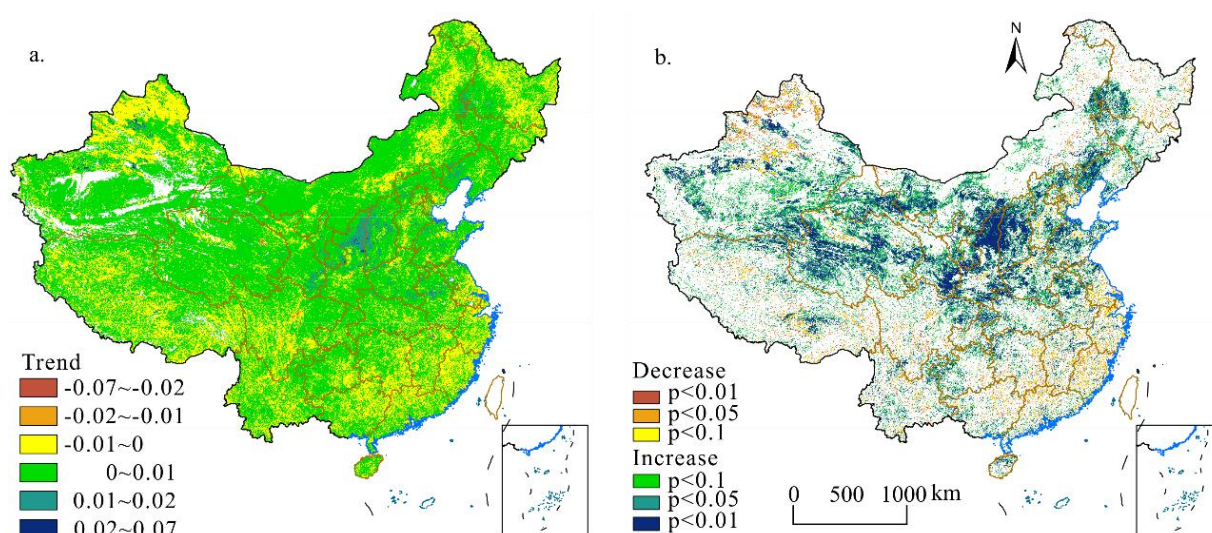 a.
Trend
-0.07~-0.02
-0.02~-0.01
-0.01~0
0~0.01
0.01~0.02
0.02~0.07
b.
N
Decrease
p<0.01
p<0.05
p<0.1
Increase
p<0.1
p<0.05
p<0.01
0 500 1000 km